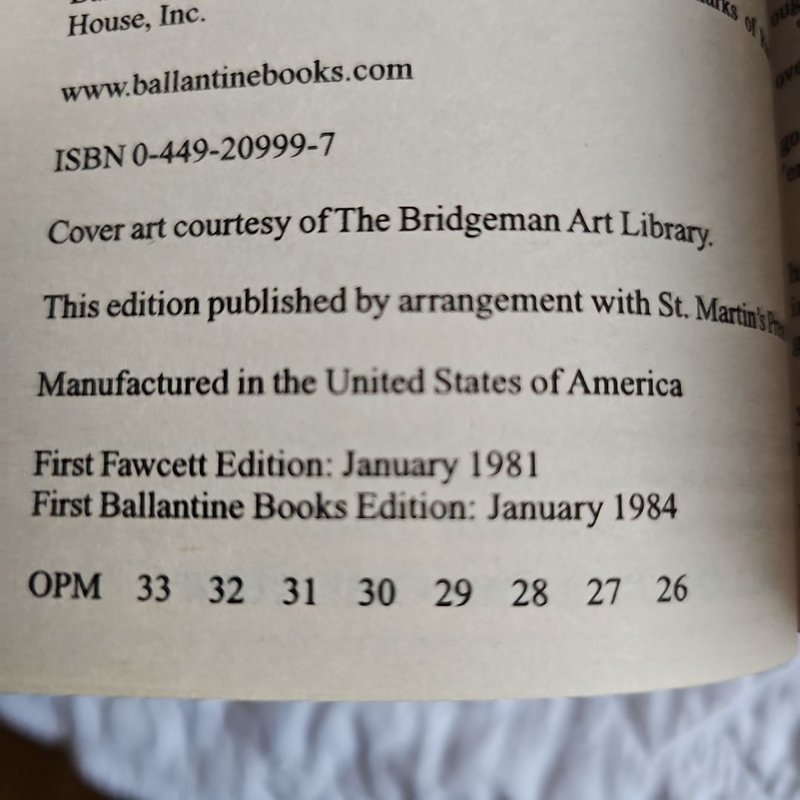 House, Inc.
www.ballantinebooks.com
ISBN 0-449-20999-7
Cover art courtesy of The Bridgeman Art Library.
This edition published by arrangement with St. Martin's Press
Manufactured in the United States of America
First Fawcett Edition: January 1981
First Ballantine Books Edition: January 1984
OPM 33 32 31 30 29 28 27 26